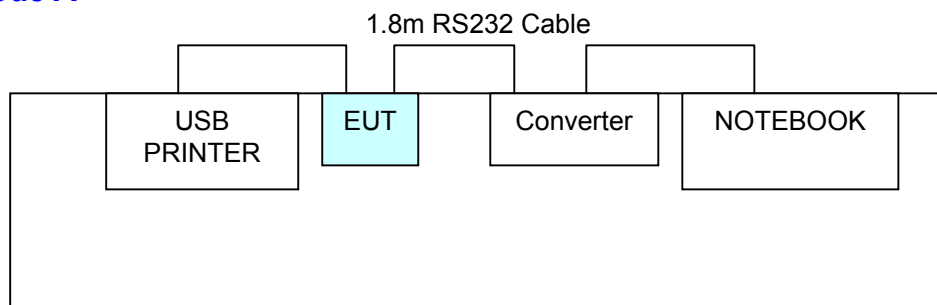 1.8m RS232 Cable
USB
PRINTER
EUT
Converter
NOTEBOOK